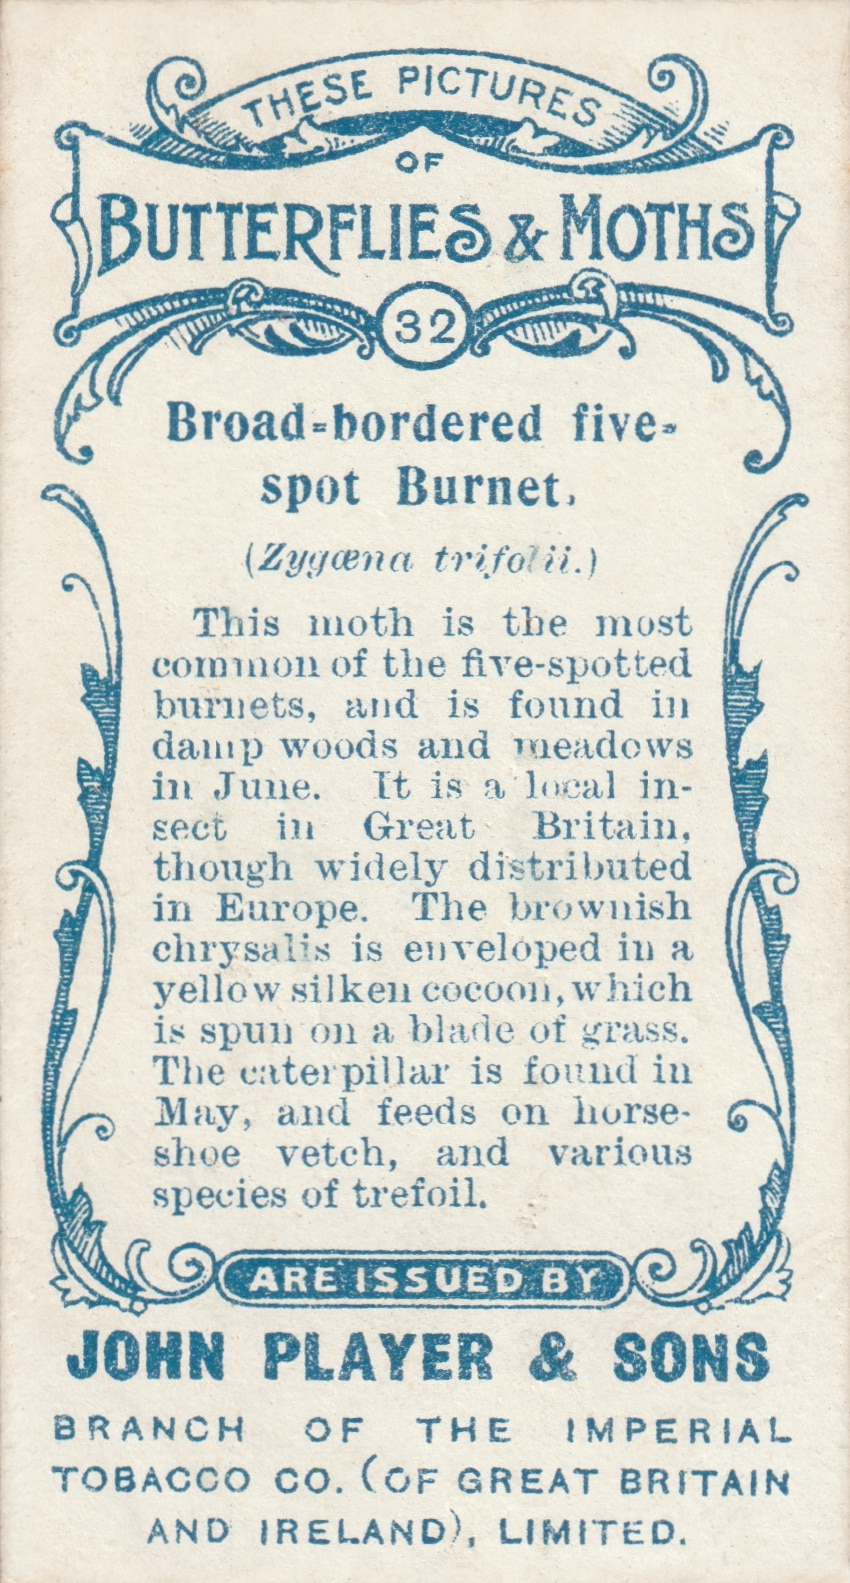 THESE PICTURES
OF
BUTTERFLIES & MOTHS
32
Broad-bordered five-
spot Burnet.
(Zygœna trifolii.)
This moth is the most
common of the five-spotted
burnets, and is found in
damp woods and meadows
in June. It is a local in-
sect in Great Britain,
though widely distributed
in Europe. The brownish
chrysalis is enveloped in a
yellow silken cocoon, which
is spun on a blade of grass.
The caterpillar is found in
May, and feeds on horse-
shoe vetch, and various
species of trefoil.
ARE ISSUED BY
JOHN PLAYER & SONS
BRANCH OF THE IMPERIAL
TOBACCO CO. (OF GREAT BRITAIN
AND IRELAND), LIMITED.